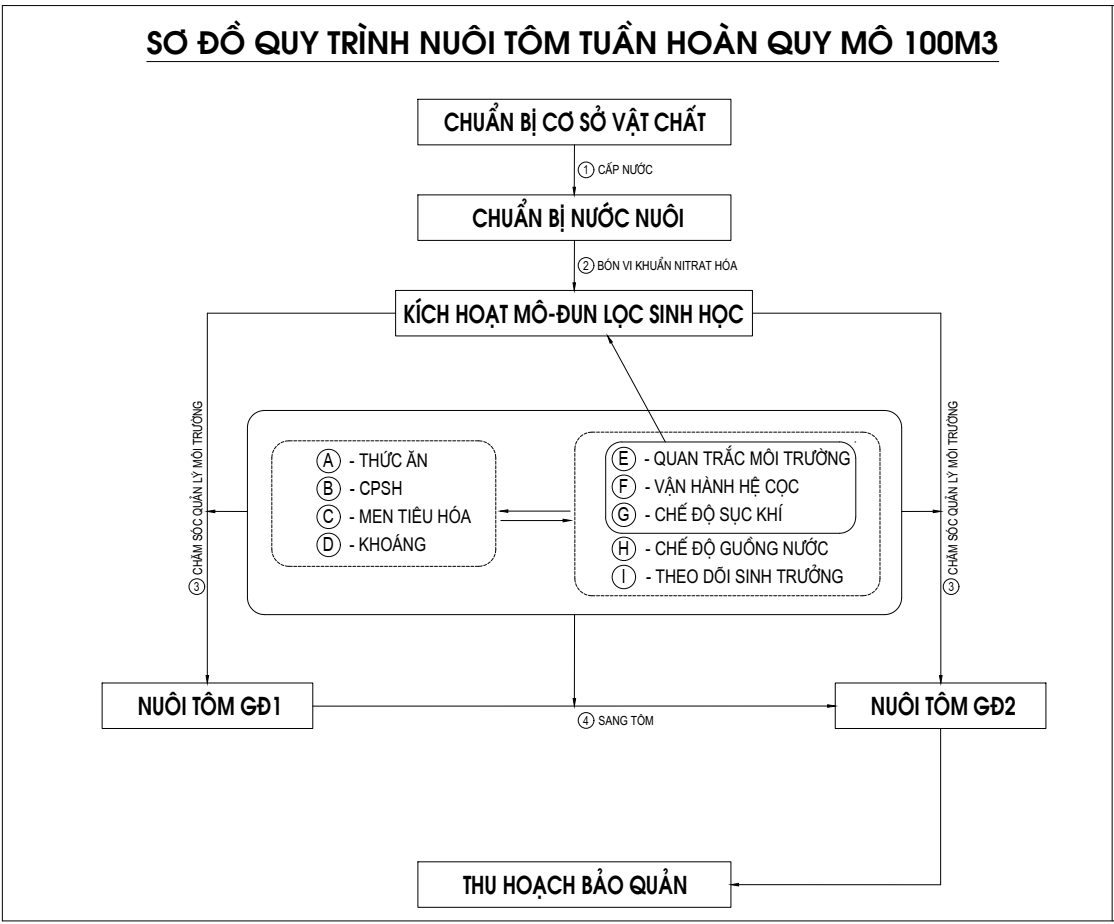 SƠ ĐỒ QUY TRÌNH NUÔI TÔM TUẦN HOÀN QUY MÔ 100M3
CHUẨN BỊ CƠ SỞ VẬT CHẤT
1 CẤP NƯỚC
CHUẨN BỊ NƯỚC NUÔI
2 BÓN VI KHUẨN NITRAT HÓA
KÍCH HOẠT MÔ-ĐUN LỌC SINH HỌC
3 CHĂM SÓC QUẢN LÝ MÔI TRƯỜNG
A - THỨC ĂN
B - CPSH
C - MEN TIÊU HÓA
D - KHOÁNG
E - QUAN TRẮC MÔI TRƯỜNG
F - VẬN HÀNH HỆ CỌC
G - CHẾ ĐỘ SỤC KHÍ
H - CHẾ ĐỘ GUỒNG NƯỚC
I - THEO DÕI SINH TRƯỞNG
3 CHĂM SÓC QUẢN LÝ MÔI TRƯỜNG
NUÔI TÔM GĐ1
4 SANG TÔM
NUÔI TÔM GĐ2
THU HOẠCH BẢO QUẢN